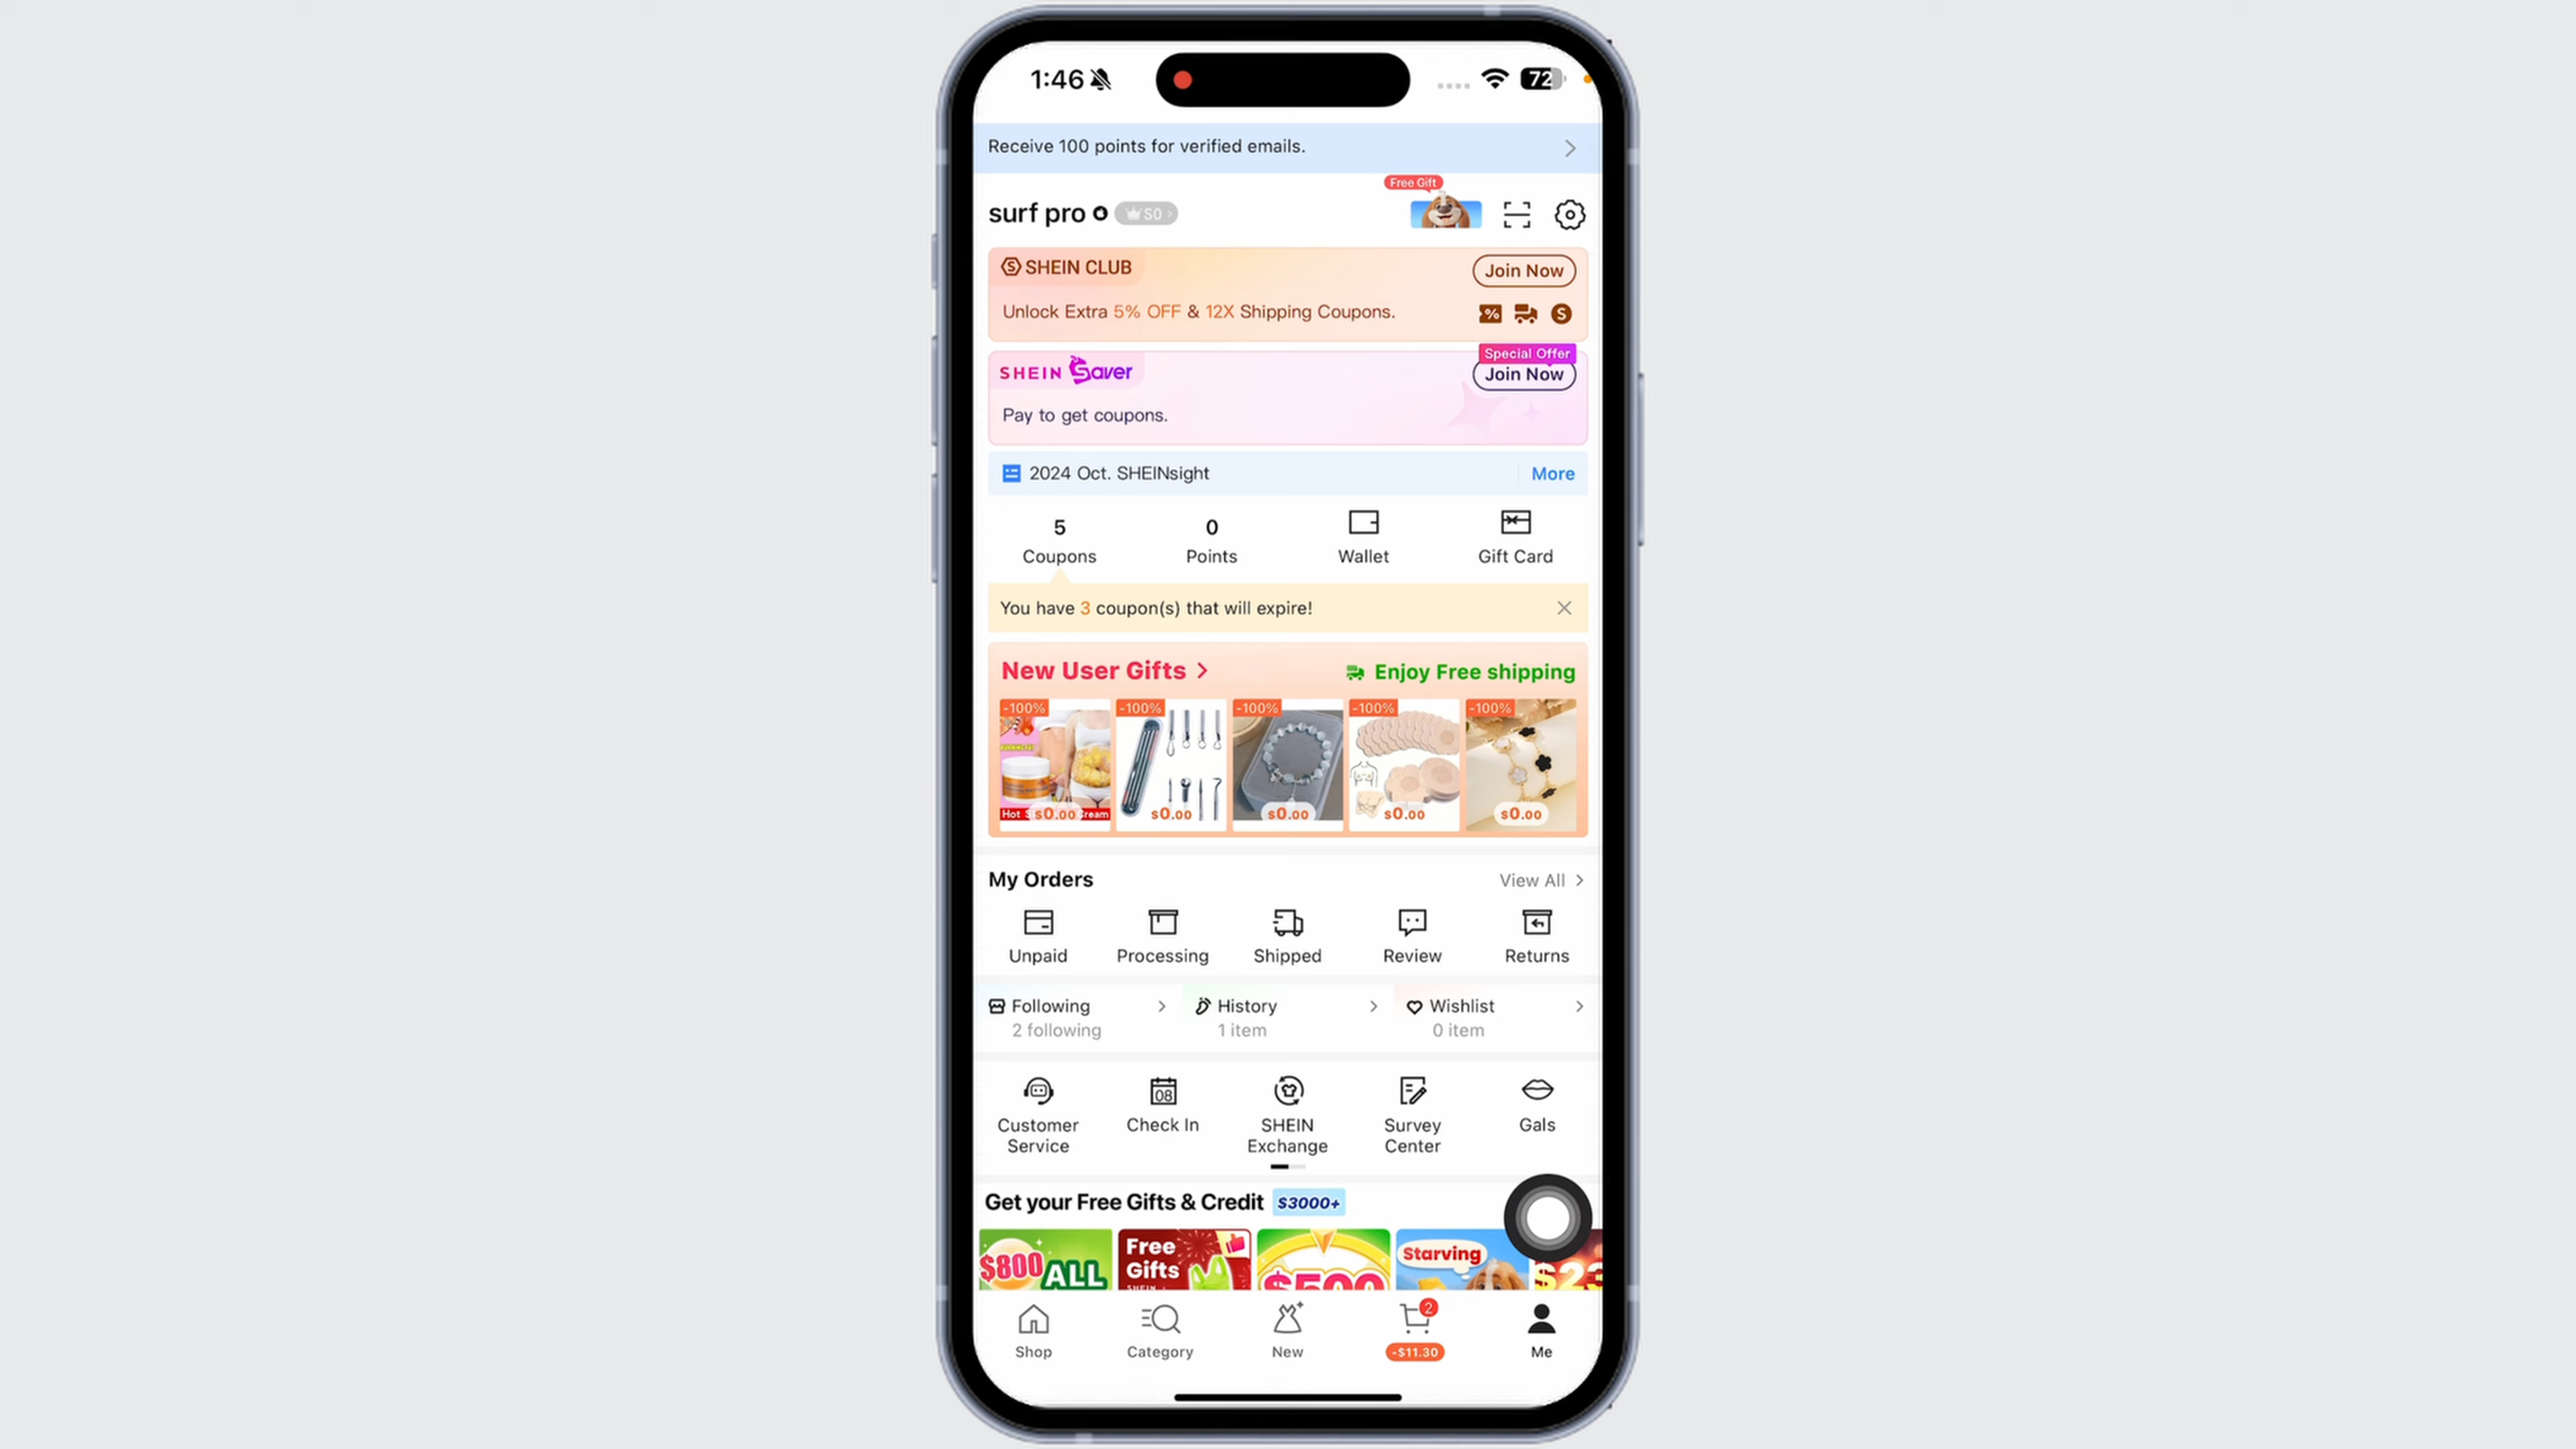 1:46
72
Receive 100 points for verified emails.
Free Gift
surf pro
S0
SHEIN CLUB
Join Now
Unlock Extra 5% OFF & 12X Shipping Coupons.
%
S
SHEIN Saver
Special Offer
Join Now
Pay to get coupons.
2024 Oct. SHEINsight
More
5
0
Coupons
Points
Wallet
Gift Card
You have 3 coupon(s) that will expire!
New User Gifts >
Enjoy Free shipping
-100%
-100%
-100%
-100%
-100%
Hot
Cream
$0.00
$0.00
$0.00
$0.00
$0.00
My Orders
View All >
Unpaid
Processing
Shipped
Review
Returns
Following
History
Wishlist
2 following
1 item
0 item
08
Customer
Service
Check In
SHEIN
Exchange
Survey
Center
Gals
Get your Free Gifts & Credit $3000+
$800 ALL
Free
Gifts
$500
Starving
2
-$11.30
Shop
Category
New
Me